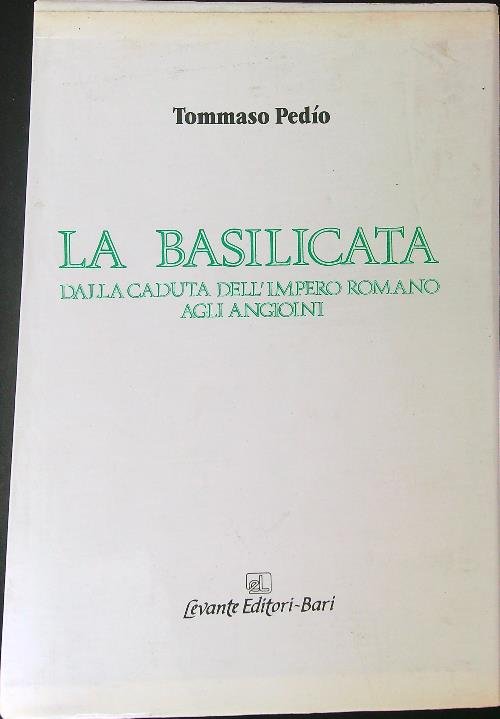 Tommaso Pedío
LA BASILICATA
DALLA CADUTA DELL'IMPERO ROMANO
AGLI ANGIOINI
eL
Levante Editori-Bari